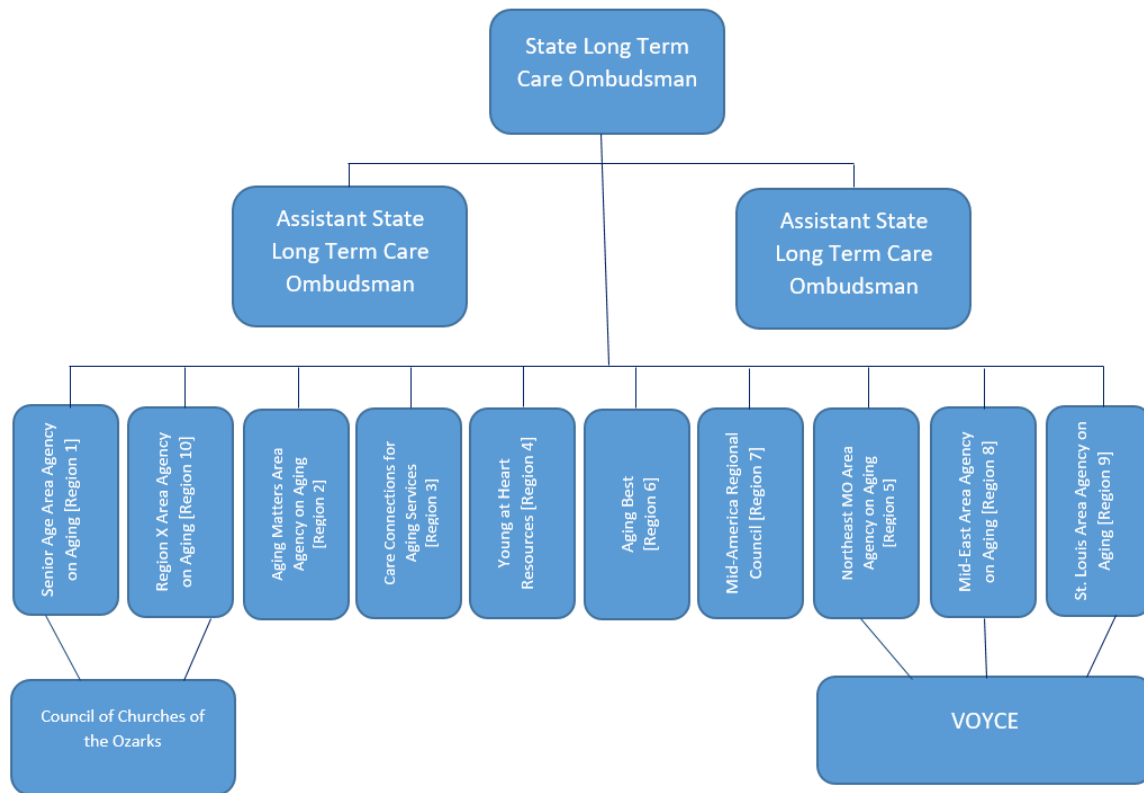 State Long Term
Care Ombudsman
Assistant State
Long Term Care
Ombudsman
Assistant State
Long Term Care
Ombudsman
Senior Age Area Agency
on Aging [Region 1]
Region X Area Agency
on Aging [Region 10]
Aging Matters Area
Agency on Aging
[Region 2]
Care Connections for
Aging Services
[Region 3]
Young at Heart
Resources [Region 4]
Aging Best
[Region 6]
Mid-America Regional
Council [Region 7]
Northeast MO Area
Agency on Aging
[Region 5]
Mid-East Area Agency
on Aging [Region 8]
St. Louis Area Agency on
Aging [Region 9]
Council of Churches of
the Ozarks
VOYCE